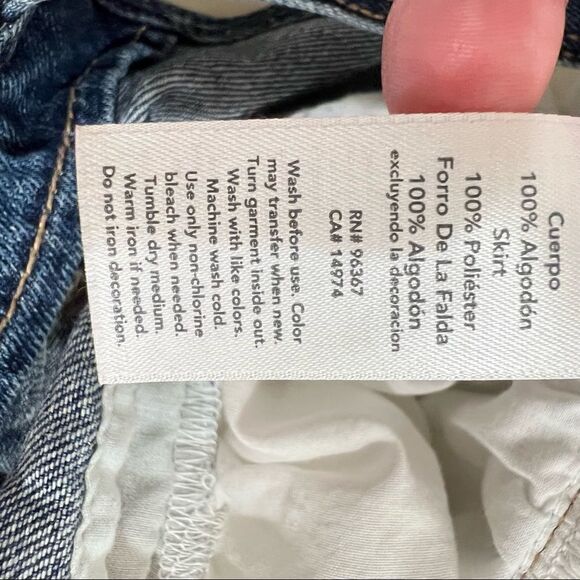 Cuerpo
100% Algodón
Skirt
100% Poliéster
Forro De La Falda
100% Algodón
excluyendo la decoracion
RN# 96367
CA# 14974
Wash before use. Color
may transfer when new.
Turn garment inside out.
Wash with like colors.
Machine wash cold.
Use only non-chlorine
bleach when needed.
Tumble dry medium.
Warm iron if needed.
Do not iron decoration.